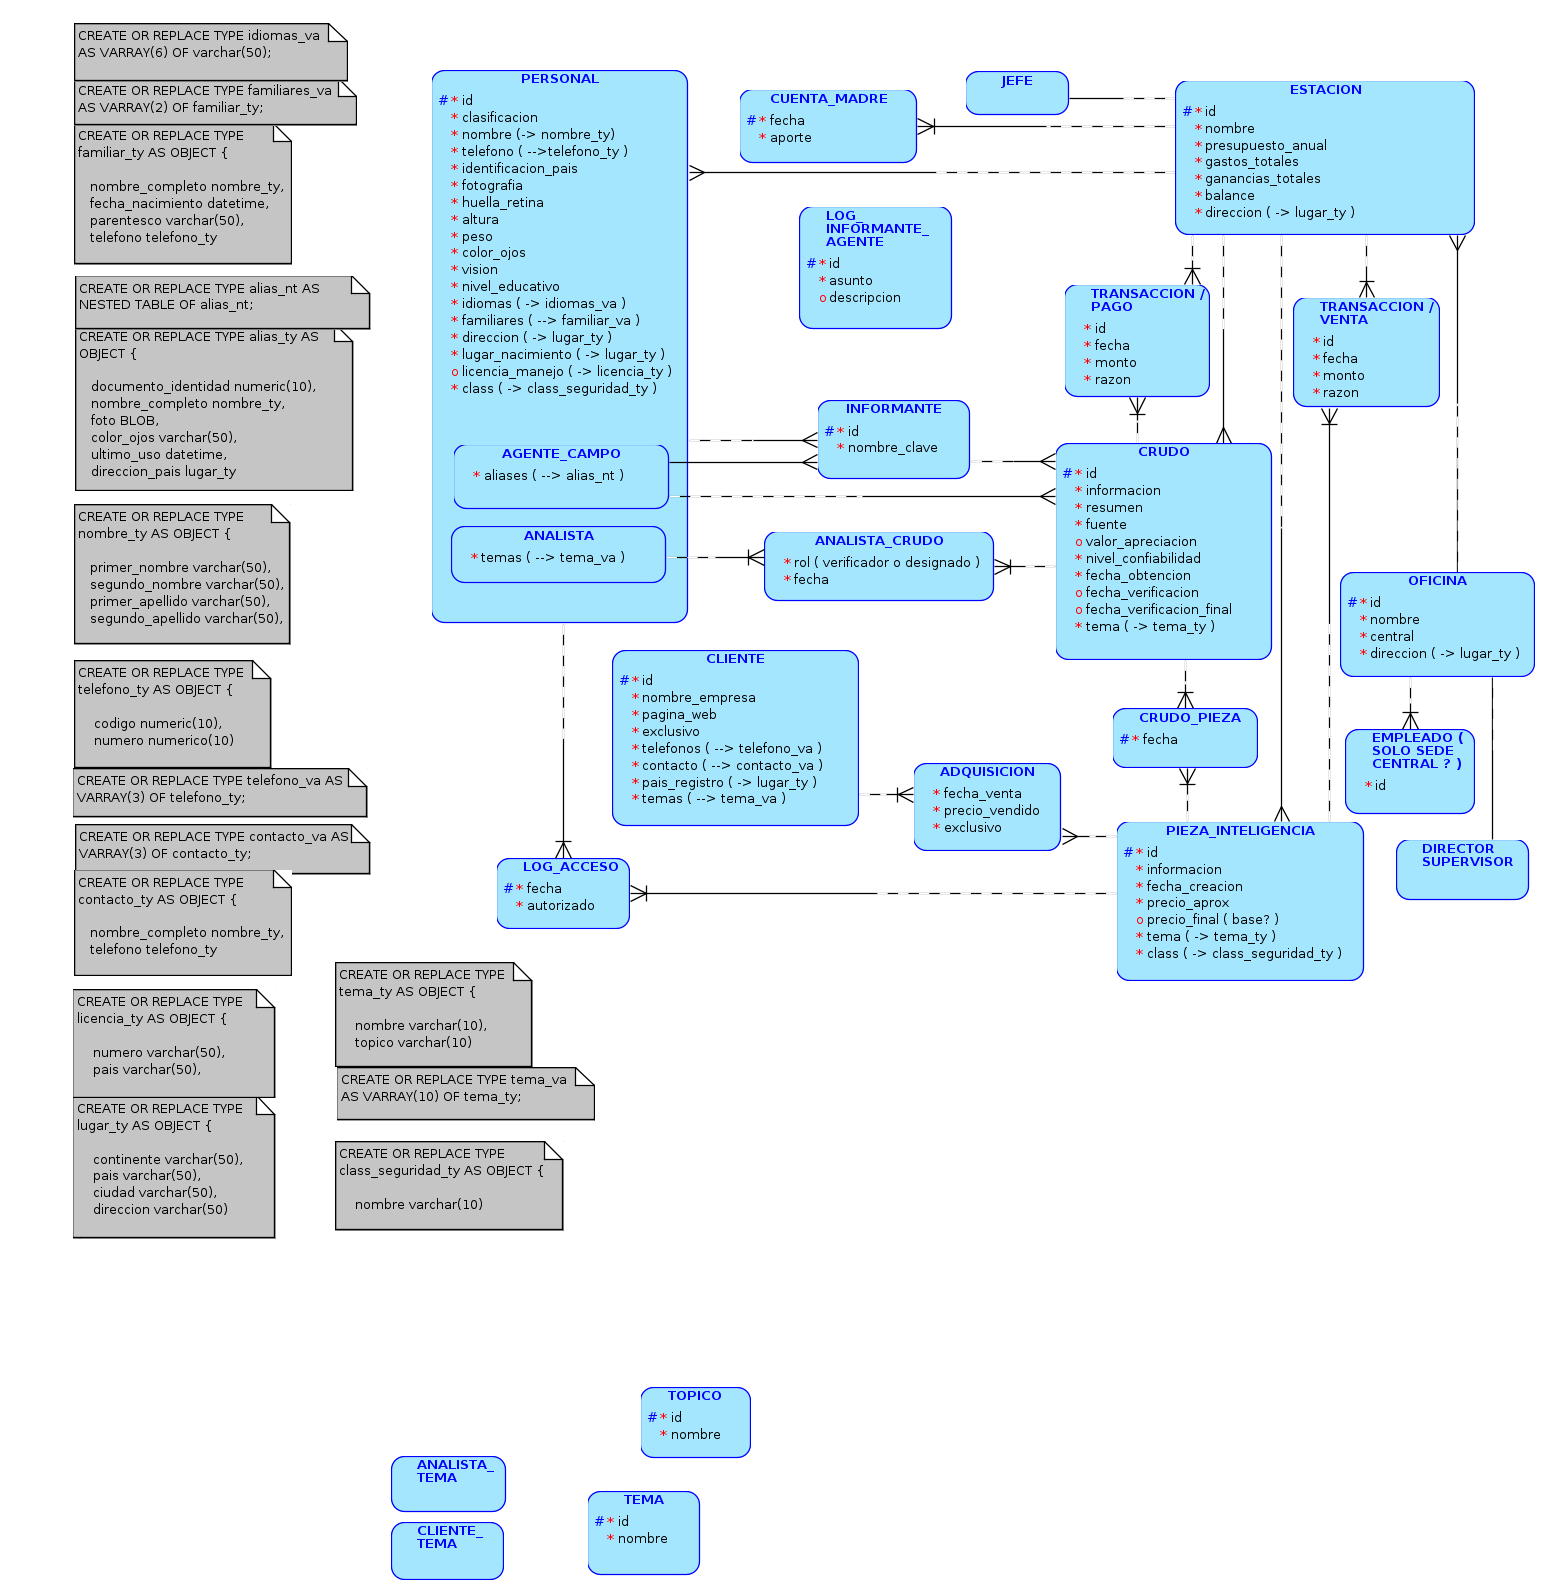 CREATE OR REPLACE TYPE idiomas_va
AS VARRAY(6) OF varchar(50);
CREATE OR REPLACE TYPE familiares_va
AS VARRAY(2) OF familiar_ty;
CREATE OR REPLACE TYPE
familiar_ty AS OBJECT {
nombre_completo nombre_ty,
fecha_nacimiento datetime,
parentesco varchar(50),
telefono telefono_ty
CREATE OR REPLACE TYPE alias_nt AS
NESTED TABLE OF alias_nt;
CREATE OR REPLACE TYPE alias_ty AS
OBJECT {
documento_identidad numeric(10),
nombre_completo nombre_ty,
foto BLOB,
color_ojos varchar(50),
ultimo_uso datetime,
direccion_pais lugar_ty
CREATE OR REPLACE TYPE
nombre_ty AS OBJECT {
primer_nombre varchar(50),
segundo_nombre varchar(50),
primer_apellido varchar(50),
segundo_apellido varchar(50),
CREATE OR REPLACE TYPE
telefono_ty AS OBJECT {
codigo numeric(10),
numero numerico(10)
CREATE OR REPLACE TYPE telefono_va AS
VARRAY(3) OF telefono_ty;
CREATE OR REPLACE TYPE contacto_va AS
VARRAY(3) OF contacto_ty;
CREATE OR REPLACE TYPE
contacto_ty AS OBJECT {
nombre_completo nombre_ty,
telefono telefono_ty
CREATE OR REPLACE TYPE
licencia_ty AS OBJECT {
numero varchar(50),
pais varchar(50),
CREATE OR REPLACE TYPE
lugar_ty AS OBJECT {
continente varchar(50),
pais varchar(50),
ciudad varchar(50),
direccion varchar(50)
CREATE OR REPLACE TYPE
tema_ty AS OBJECT {
nombre varchar(10),
topico varchar(10)
CREATE OR REPLACE TYPE tema_va
AS VARRAY(10) OF tema_ty;
CREATE OR REPLACE TYPE
class_seguridad_ty AS OBJECT {
nombre varchar(10)
PERSONAL
# * id
* clasificacion
* nombre (-> nombre_ty)
* telefono ( -->telefono_ty )
* identificacion_pais
* fotografia
* huella_retina
* altura
* peso
* color_ojos
* vision
* nivel_educativo
* idiomas ( -> idiomas_va )
* familiares ( --> familiar_va )
* direccion ( -> lugar_ty )
* lugar_nacimiento ( -> lugar_ty )
o licencia_manejo ( -> licencia_ty )
* class ( -> class_seguridad_ty )
AGENTE_CAMPO
* aliases ( --> alias_nt )
ANALISTA
* temas ( --> tema_va )
CUENTA_MADRE
# * fecha
* aporte
JEFE
ESTACION
# * id
* nombre
* presupuesto_anual
* gastos_totales
* ganancias_totales
* balance
* direccion ( -> lugar_ty )
LOG_
INFORMANTE_
AGENTE
# * id
* asunto
o descripcion
TRANSACCION /
PAGO
* id
* fecha
* monto
* razon
TRANSACCION /
VENTA
* id
* fecha
* monto
* razon
INFORMANTE
# * id
* nombre_clave
CRUDO
# * id
* informacion
* resumen
* fuente
o valor_apreciacion
* nivel_confiabilidad
* fecha_obtencion
o fecha_verificacion
o fecha_verificacion_final
* tema ( -> tema_ty )
ANALISTA_CRUDO
* rol ( verificador o designado )
* fecha
OFICINA
# * id
* nombre
* central
* direccion ( -> lugar_ty )
CLIENTE
# * id
* nombre_empresa
* pagina_web
* exclusivo
* telefonos ( --> telefono_va )
* contacto ( --> contacto_va )
* pais_registro ( -> lugar_ty )
* temas ( --> tema_va )
CRUDO_PIEZA
# * fecha
EMPLEADO (
SOLO SEDE
CENTRAL ? )
* id
ADQUISICION
* fecha_venta
* precio_vendido
* exclusivo
PIEZA_INTELIGENCIA
# * id
* informacion
* fecha_creacion
* precio_aprox
o precio_final ( base? )
* tema ( -> tema_ty )
* class ( -> class_seguridad_ty )
DIRECTOR
SUPERVISOR
LOG_ACCESO
# * fecha
* autorizado
TOPICO
# * id
* nombre
ANALISTA_
TEMA
TEMA
# * id
* nombre
CLIENTE_
TEMA